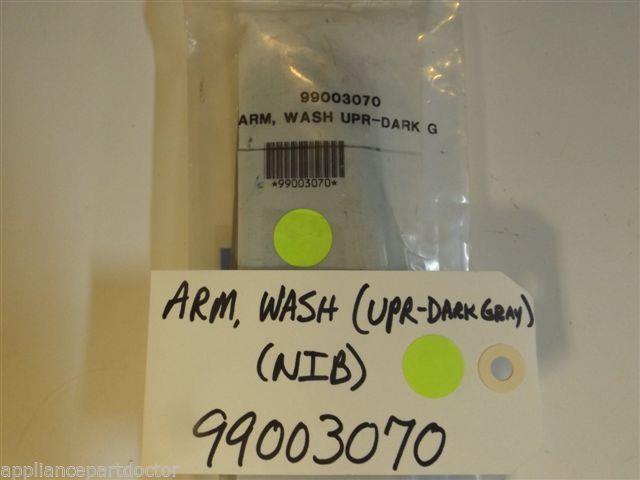 99003070
ARM, WASH UPR-DARK G
*99003070*
ARM, WASH (UPR-DARK GRAY)
(NIB)
99003070
appliancepartdoctor